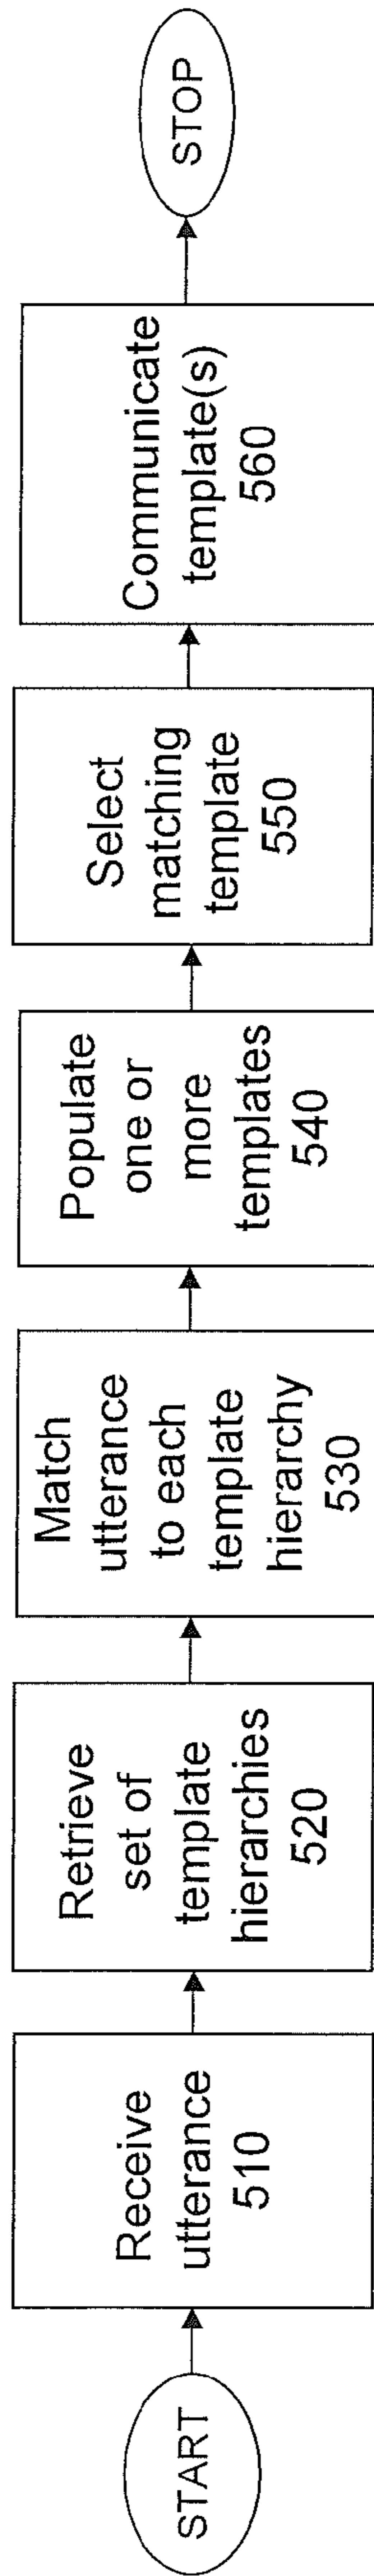 START
Receive
utterance
510
Retrieve
set of
template
hierarchies
520
Match
utterance
to each
template
hierarchy
530
Populate
one or
more
templates
540
Select
matching
template
550
Communicate
template(s)
560
STOP